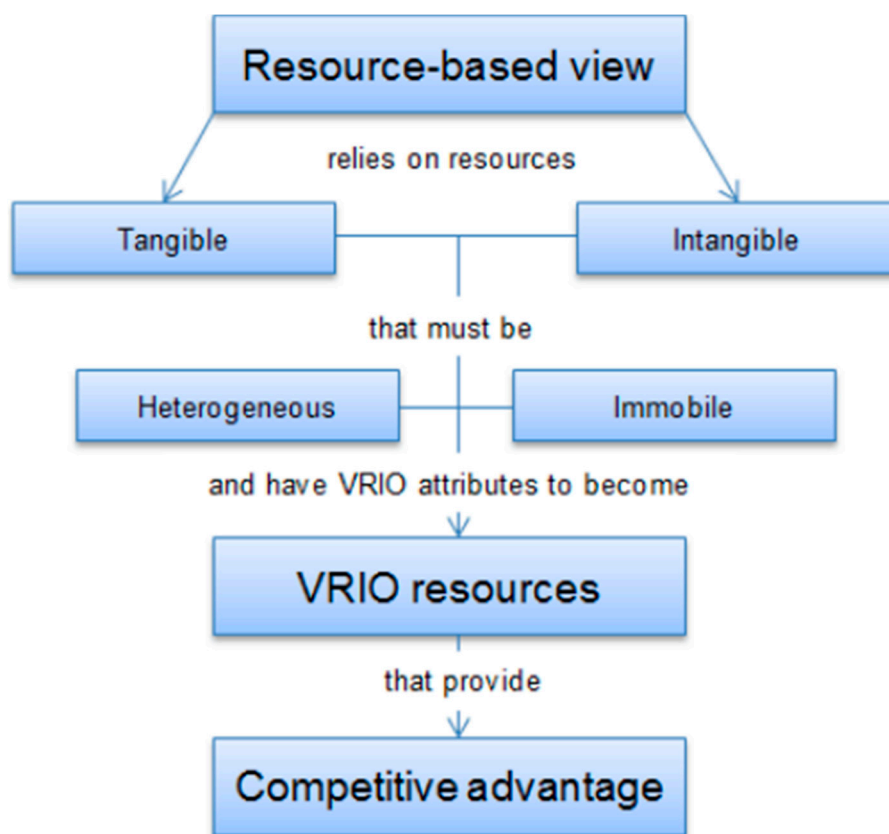 Resource-based view
relies on resources
Tangible
Intangible
that must be
Heterogeneous
Immobile
and have VRIO attributes to become
VRIO resources
that provide
Competitive advantage